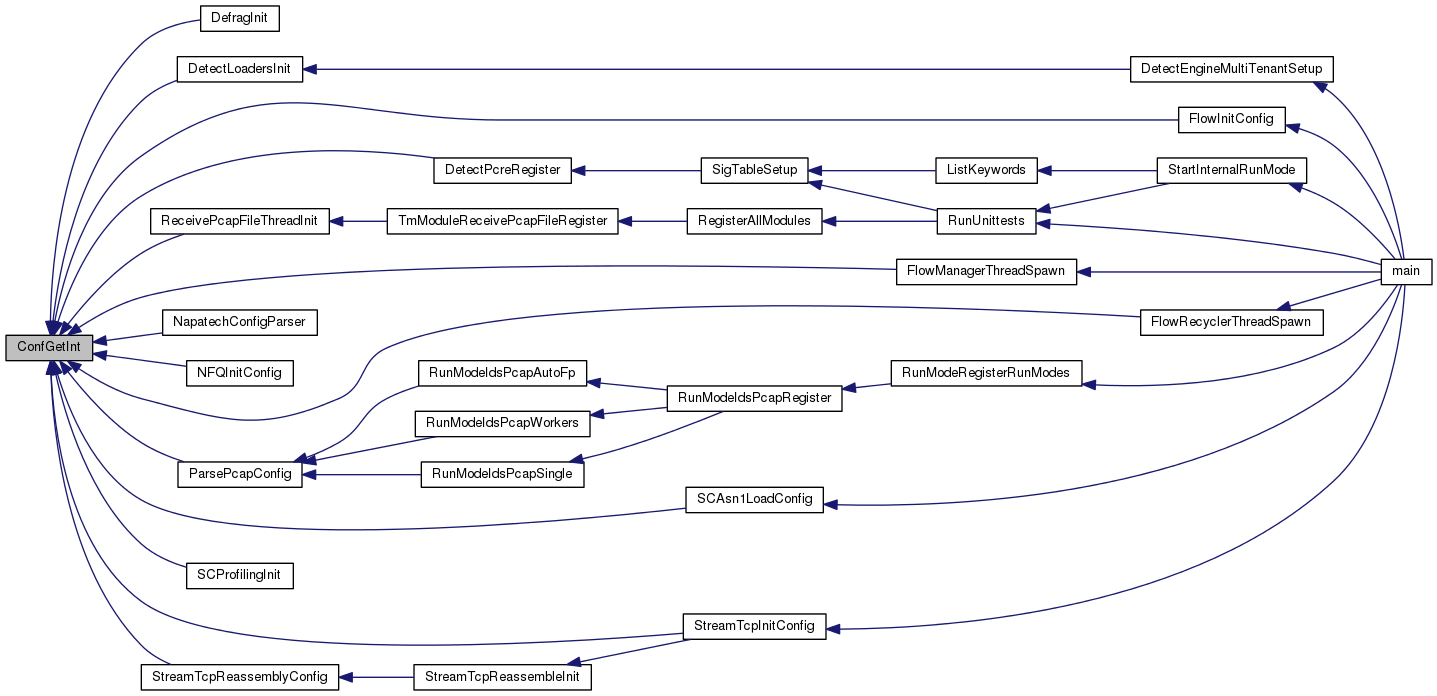 DefragInit
DetectLoadersInit
DetectEngineMultiTenantSetup
FlowInitConfig
DetectPcreRegister
SigTableSetup
ListKeywords
StartInternalRunMode
ReceivePcapFileThreadInit
TmModuleReceivePcapFileRegister
RegisterAllModules
RunUnittests
FlowManagerThreadSpawn
main
NapatechConfigParser
FlowRecyclerThreadSpawn
ConfGetInt
NFQInitConfig
RunModeIdsPcapAutoFp
RunModeRegisterRunModes
RunModeIdsPcapRegister
RunModeIdsPcapWorkers
ParsePcapConfig
RunModeIdsPcapSingle
SCAsn1LoadConfig
SCProfilingInit
StreamTcpInitConfig
StreamTcpReassemblyConfig
StreamTcpReassembleInit